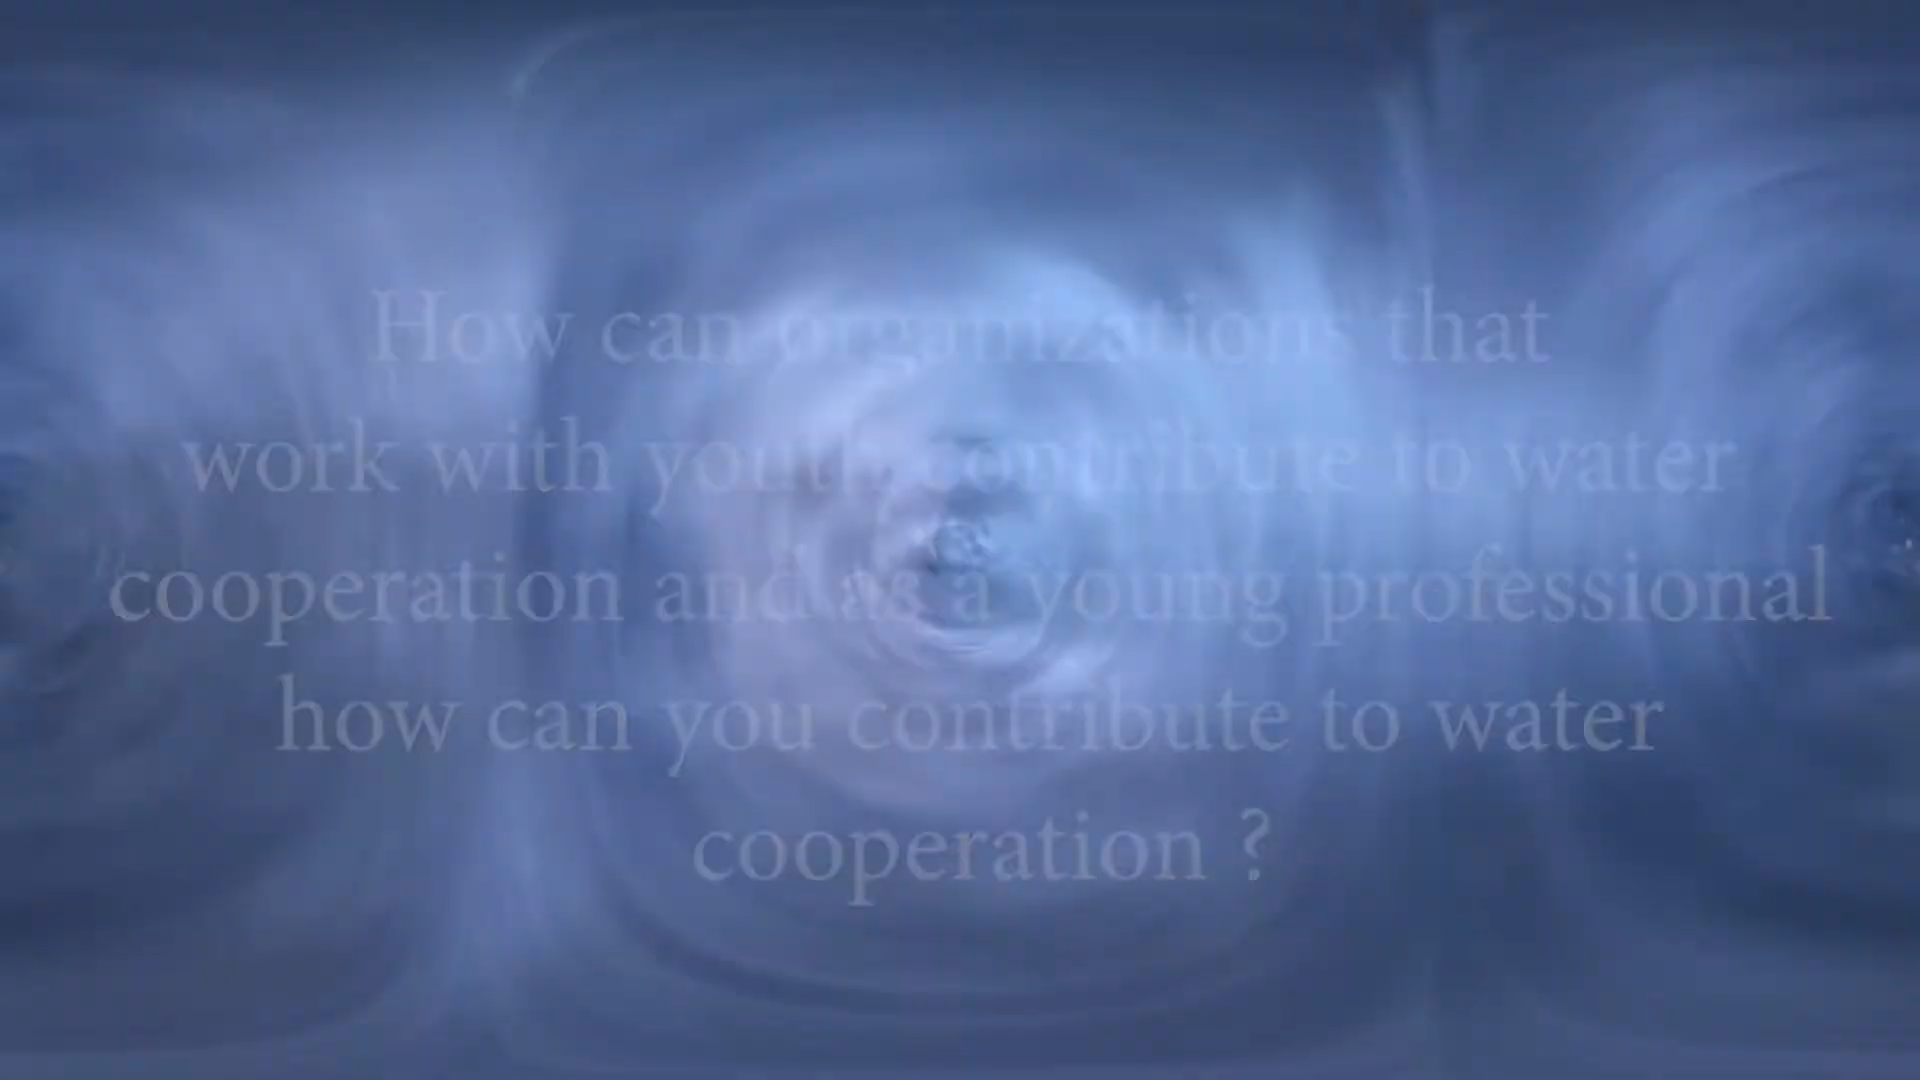 How can organizations that
work with youth contribute to water
cooperation and as a young professional
how can you contribute to water
cooperation ?